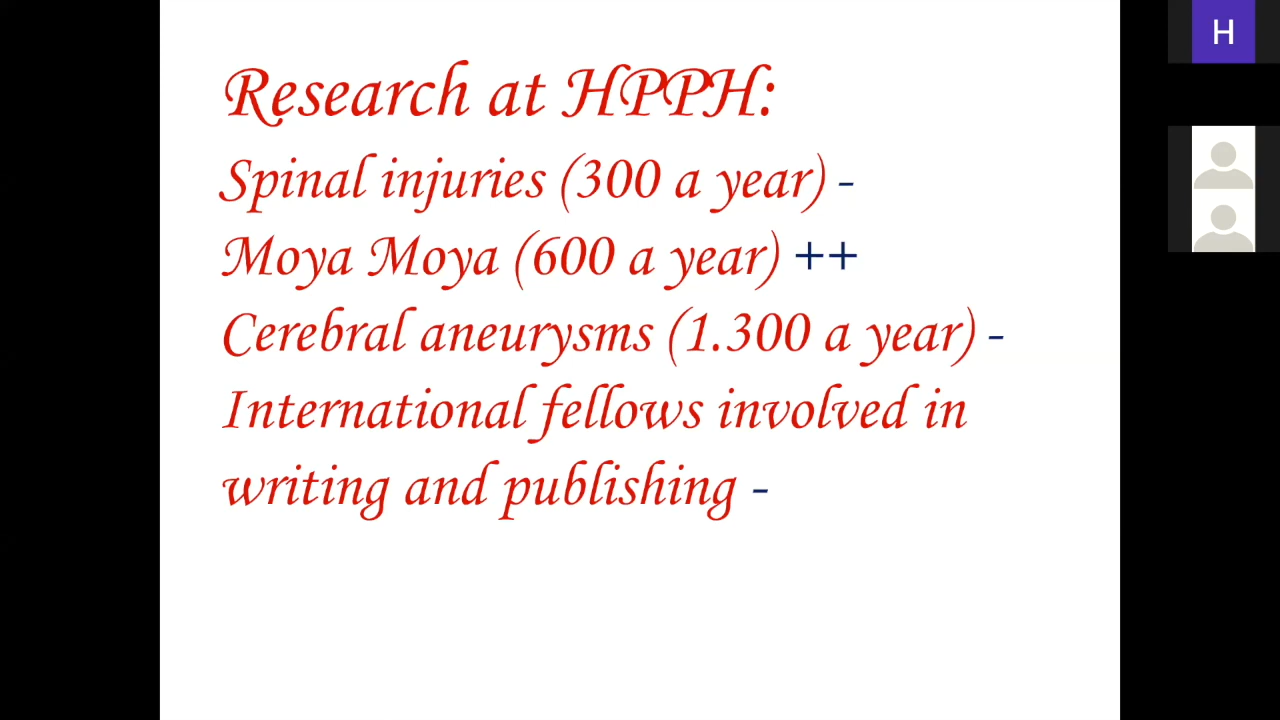 Research at HPPH:
Spinal injuries (300 a year) -
Moya Moya (600 a year) ++
Cerebral aneurysms (1.300 a year) -
International fellows involved in
writing and publishing -
H